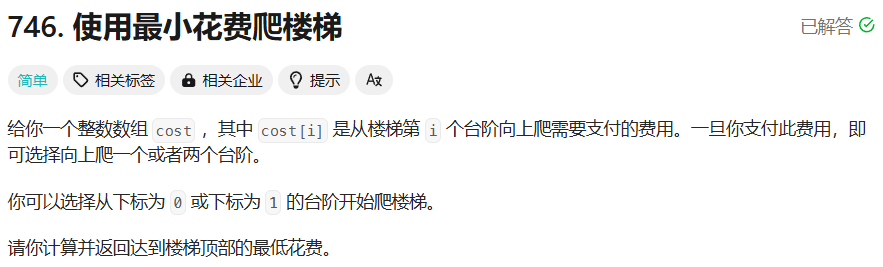 746. 使用最小花费爬楼梯
已解答
简单 相关标签 相关企业 提示 A文
给你一个整数数组 cost ，其中 cost[i] 是从楼梯第 i 个台阶向上爬需要支付的费用。一旦你支付此费用，即
可选择向上爬一个或者两个台阶。
你可以选择从下标为 0 或下标为 1 的台阶开始爬楼梯。
请你计算并返回达到楼梯顶部的最低花费。